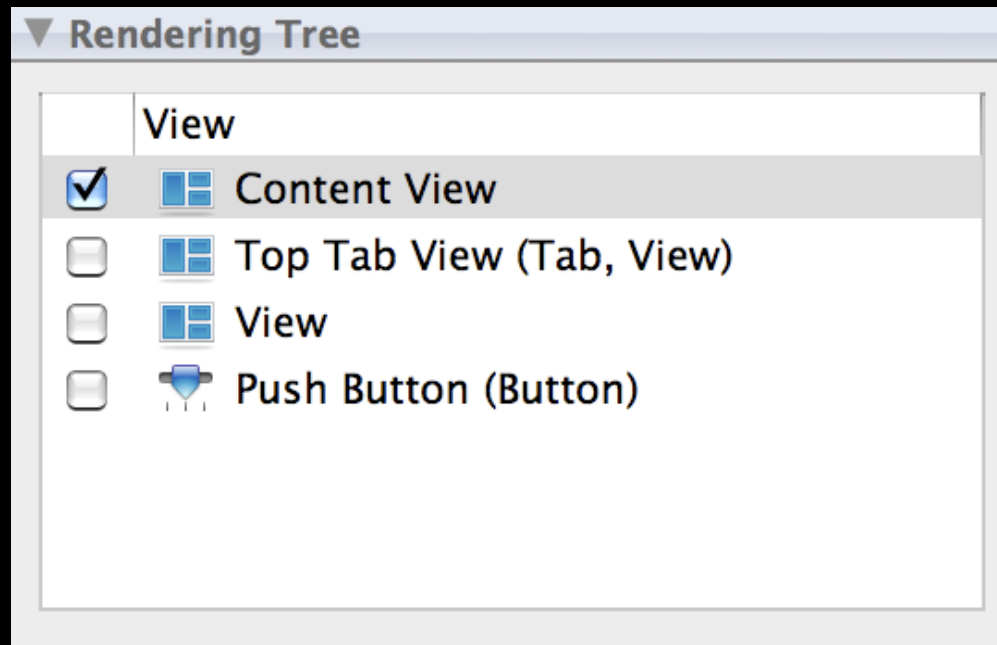 Rendering Tree
View
Content View
Top Tab View (Tab, View)
View
Push Button (Button)